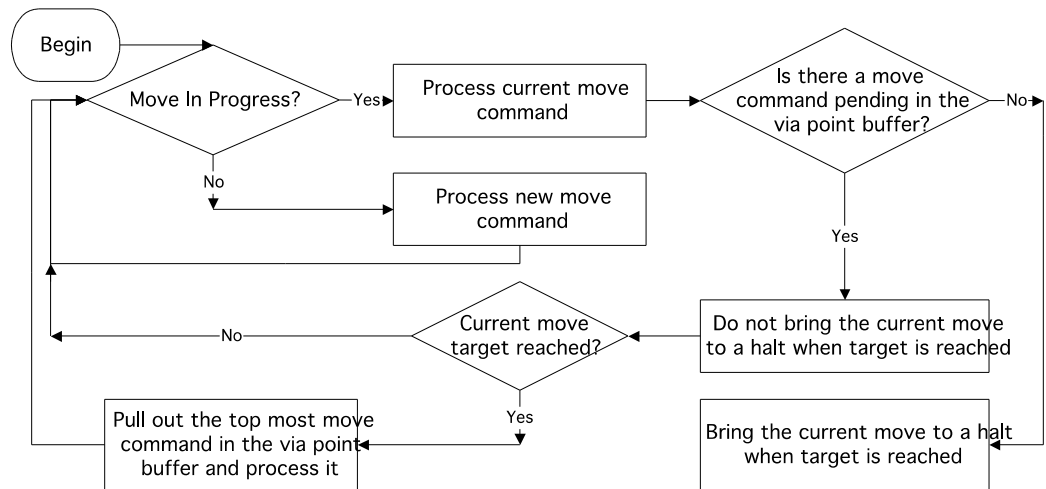 Begin
Move In Progress?
Yes
Process current move
command
Is there a move
command pending in the
via point buffer?
No
No
Process new move
command
Yes
Current move
target reached?
No
Do not bring the current move
to a halt when target is reached
Yes
Pull out the top most move
command in the via point
buffer and process it
Bring the current move to a halt
when target is reached